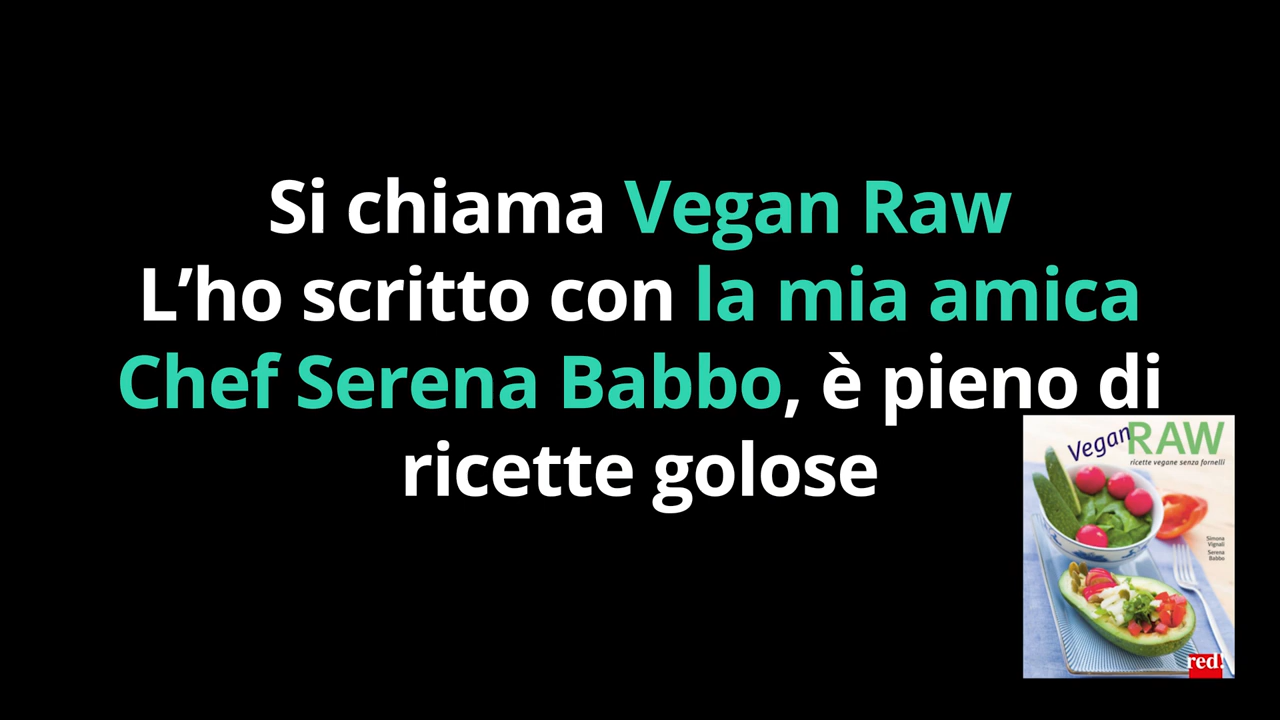 Si chiama Vegan Raw
L’ho scritto con la mia amica
Chef Serena Babbo, è pieno di
ricette golose
Vegan RAW
ricette vegane senza fornelli
Simona
Vignali
Serena
Babbo
red!